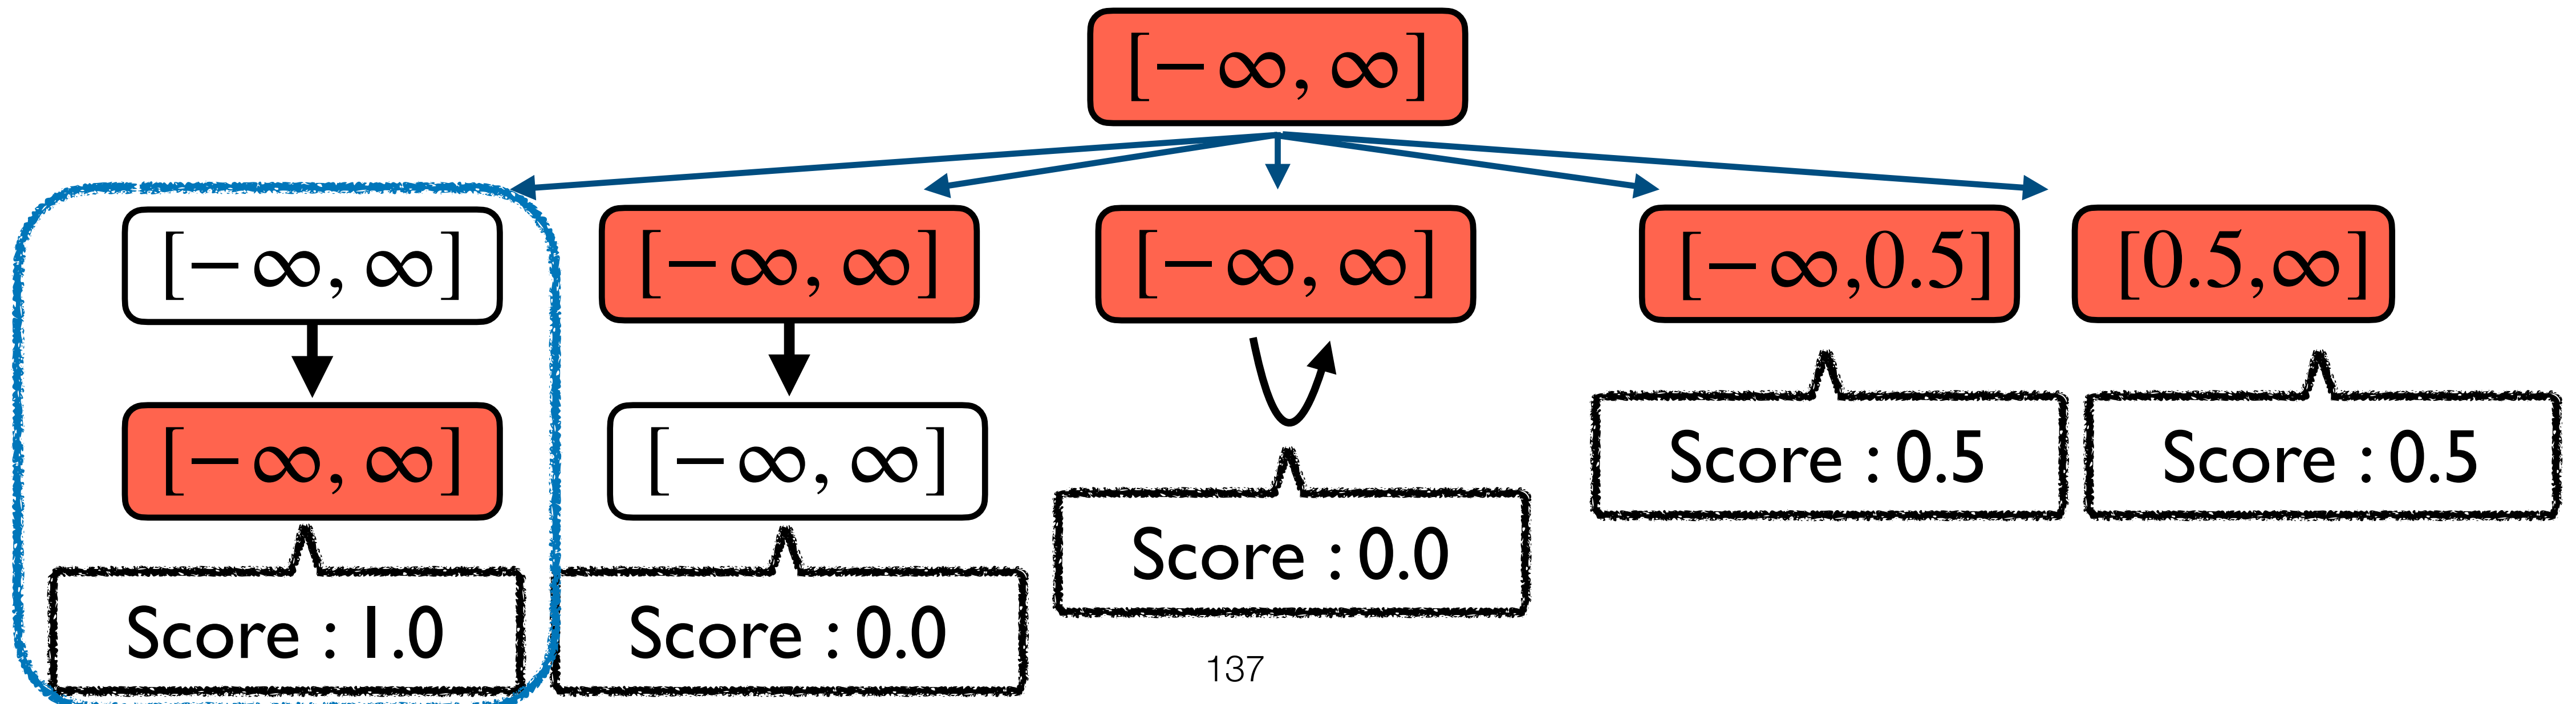 [−∞, ∞]
[−∞, ∞]
[−∞, ∞]
[−∞, ∞]
[−∞,0.5]
[0.5,∞]
[−∞, ∞]
[−∞, ∞]
Score : 0.5
Score : 0.5
Score : 0.0
Score : 1.0
Score : 0.0
137